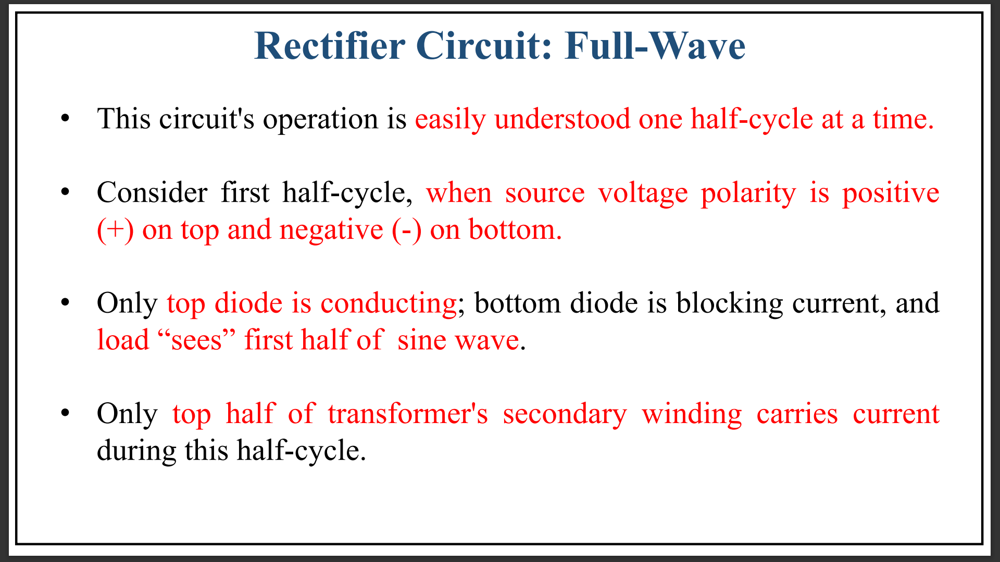 Rectifier Circuit: Full-Wave
• This circuit's operation is easily understood one half-cycle at a time.
• Consider first half-cycle, when source voltage polarity is positive
(+) on top and negative (-) on bottom.
• Only top diode is conducting; bottom diode is blocking current, and
load “sees” first half of  sine wave.
• Only top half of transformer's secondary winding carries current
during this half-cycle.